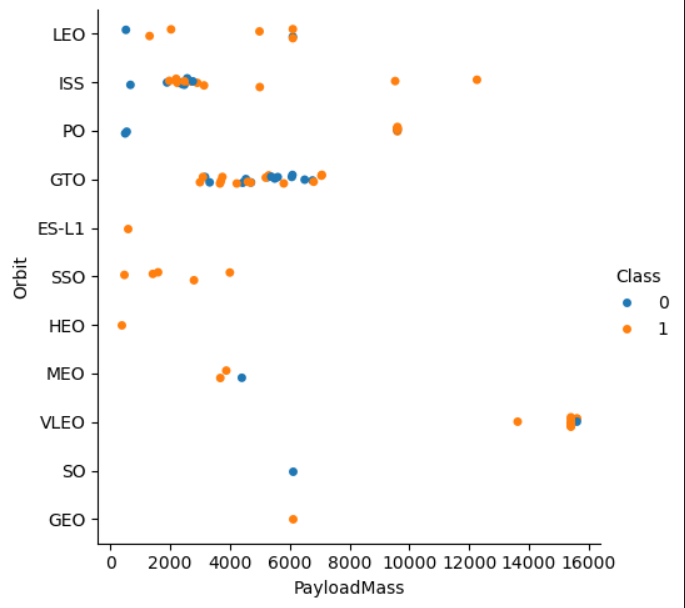 LEO
ISS
PO
GTO
ES-L1
SSO
HEO
MEO
VLEO
SO
GEO
Orbit
0 2000 4000 6000 8000 10000 12000 14000 16000
PayloadMass
Class
0
1